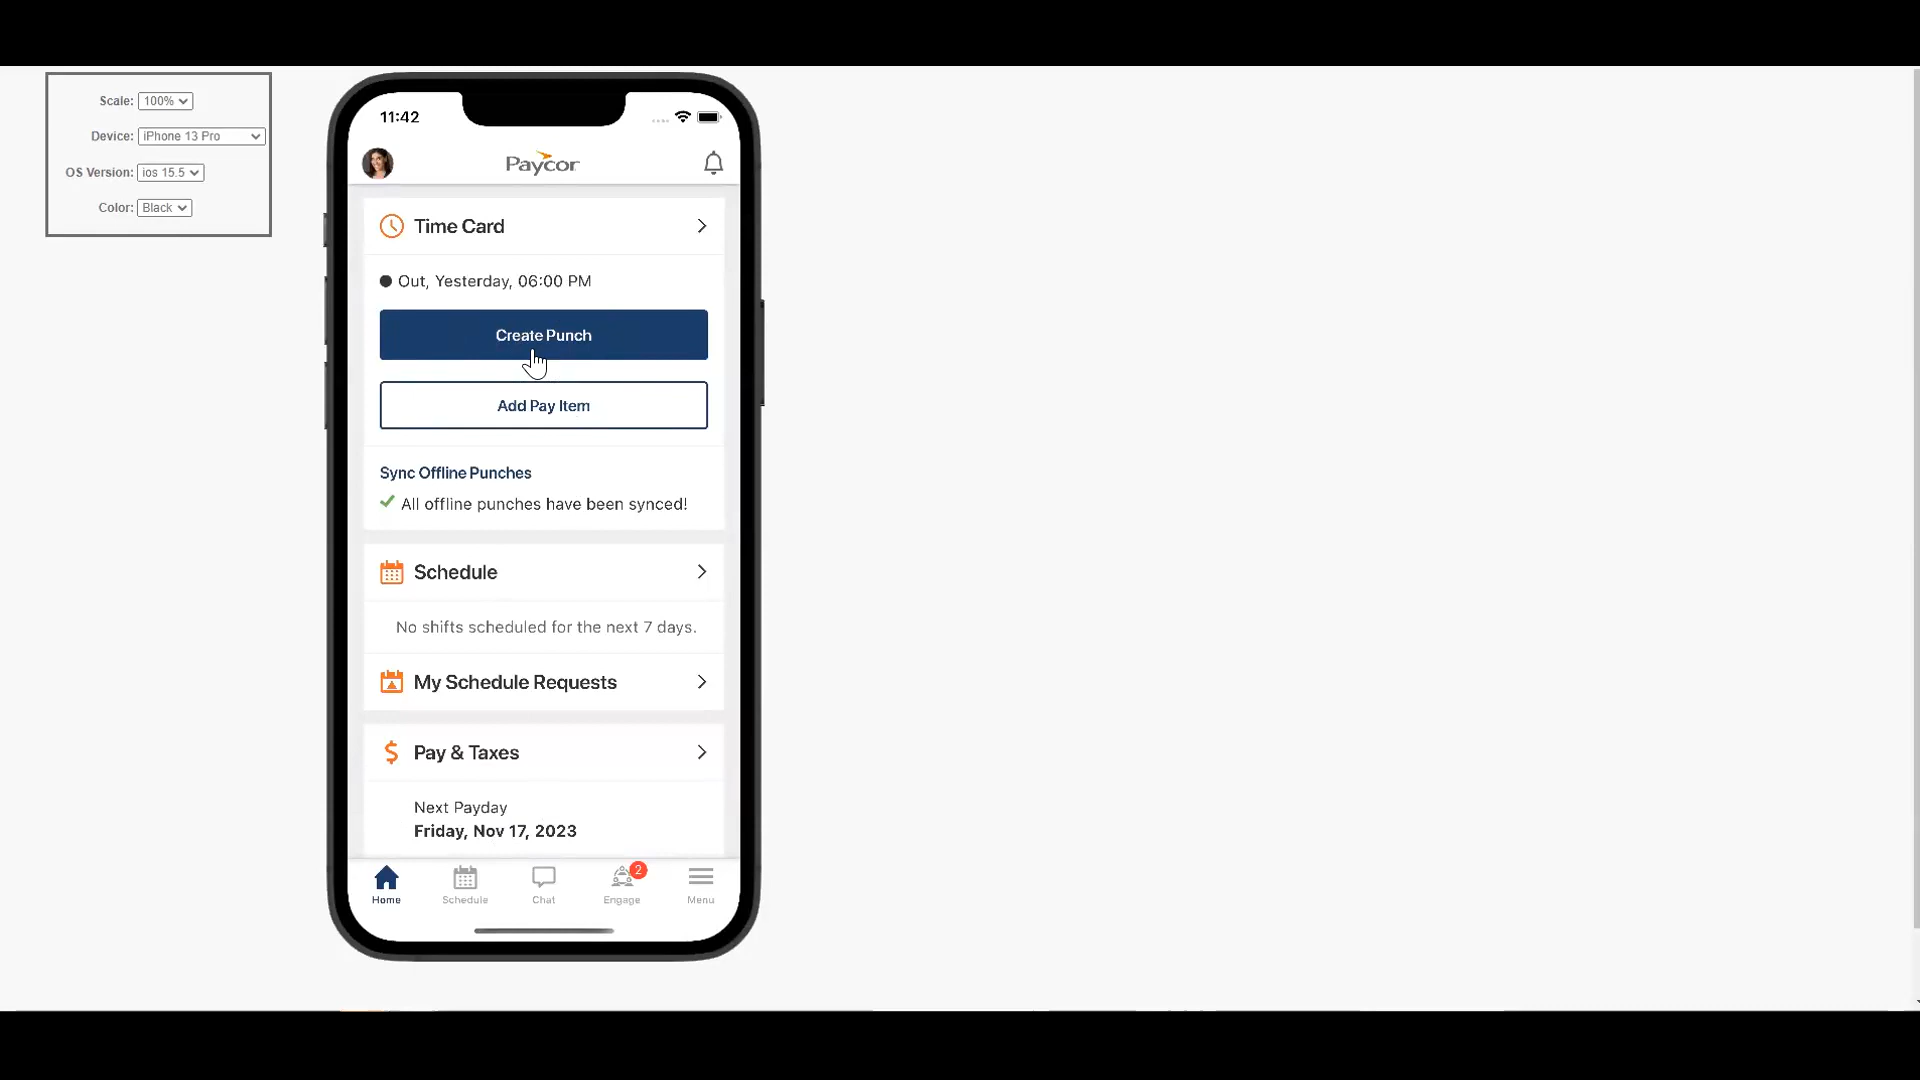 Scale: 100%
Device: iPhone 13 Pro
OS Version: ios 15.5
Color: Black
11:42
Paycor
Time Card
Out, Yesterday, 06:00 PM
Create Punch
Add Pay Item
Sync Offline Punches
All offline punches have been synced!
Schedule
No shifts scheduled for the next 7 days.
My Schedule Requests
Pay & Taxes
Next Payday
Friday, Nov 17, 2023
2
Home Schedule Chat Engage Menu